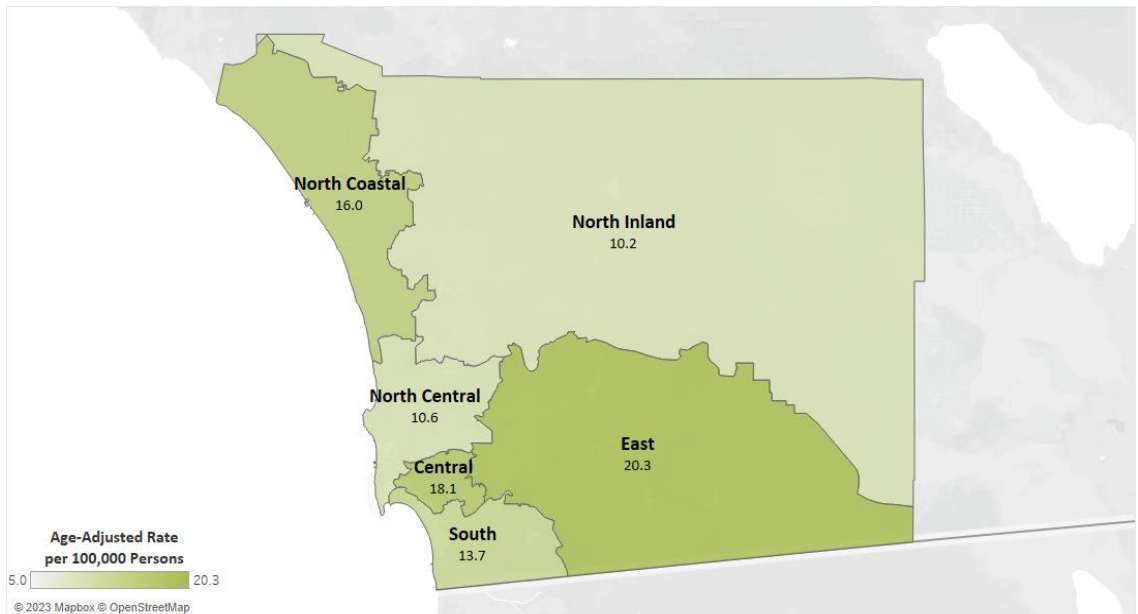 North Coastal
16.0
North Inland
10.2
North Central
10.6
Central
18.1
East
20.3
South
13.7
Age-Adjusted Rate
per 100,000 Persons
5.0 20.3
© 2023 Mapbox © OpenStreetMap